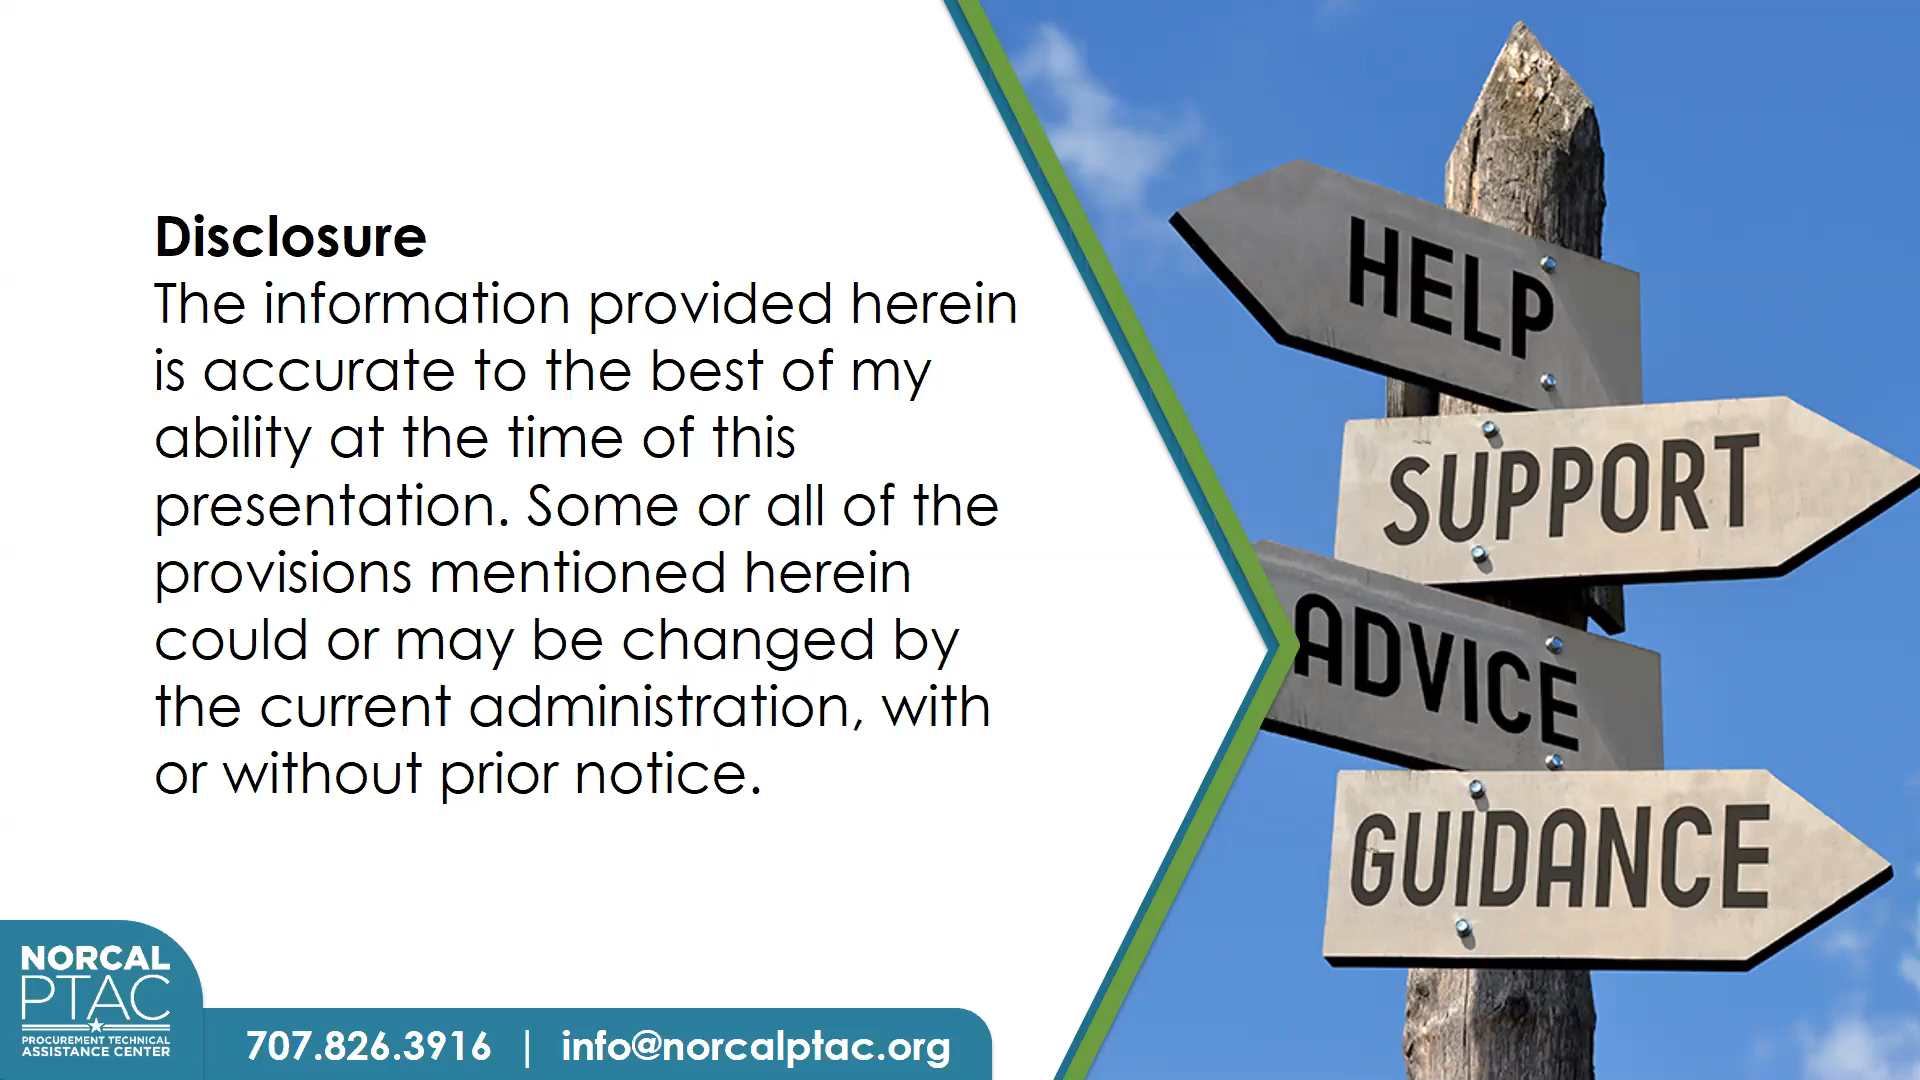 Disclosure
The information provided herein
is accurate to the best of my
ability at the time of this
presentation. Some or all of the
provisions mentioned herein
could or may be changed by
the current administration, with
or without prior notice.
HELP
SUPPORT
ADVICE
GUIDANCE
NORCAL
PTAC
PROCUREMENT TECHNICAL
ASSISTANCE CENTER
707.826.3916 | info@norcalptac.org